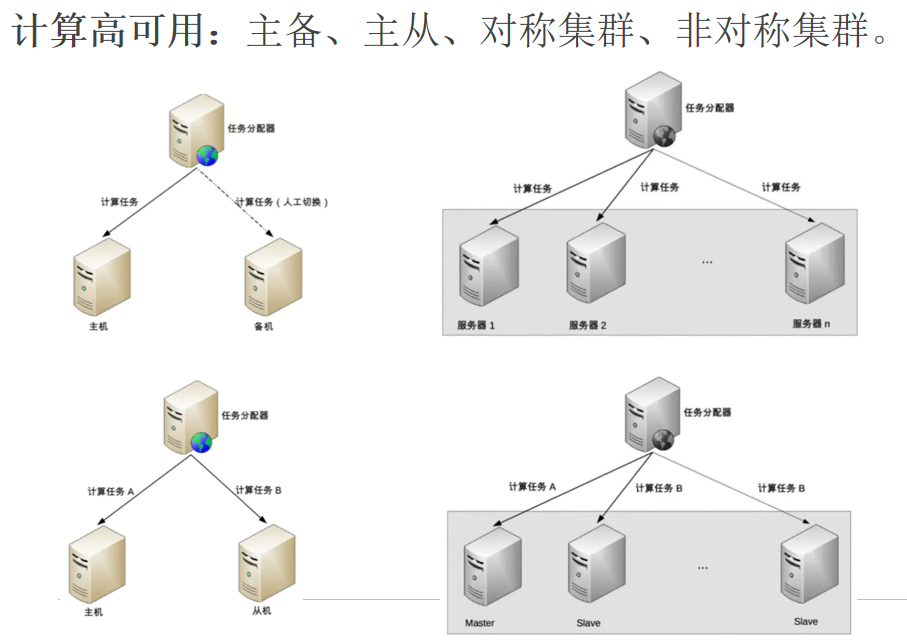 计算高可用：主备、主从、对称集群、非对称集群。
任务分配器
计算任务
计算任务（人工切换）
主机
备机
任务分配器
计算任务
计算任务
计算任务
...
服务器 1
服务器 2
服务器 n
任务分配器
计算任务 A
计算任务 B
主机
从机
任务分配器
计算任务 A
计算任务 B
计算任务 B
...
Master
Slave
Slave